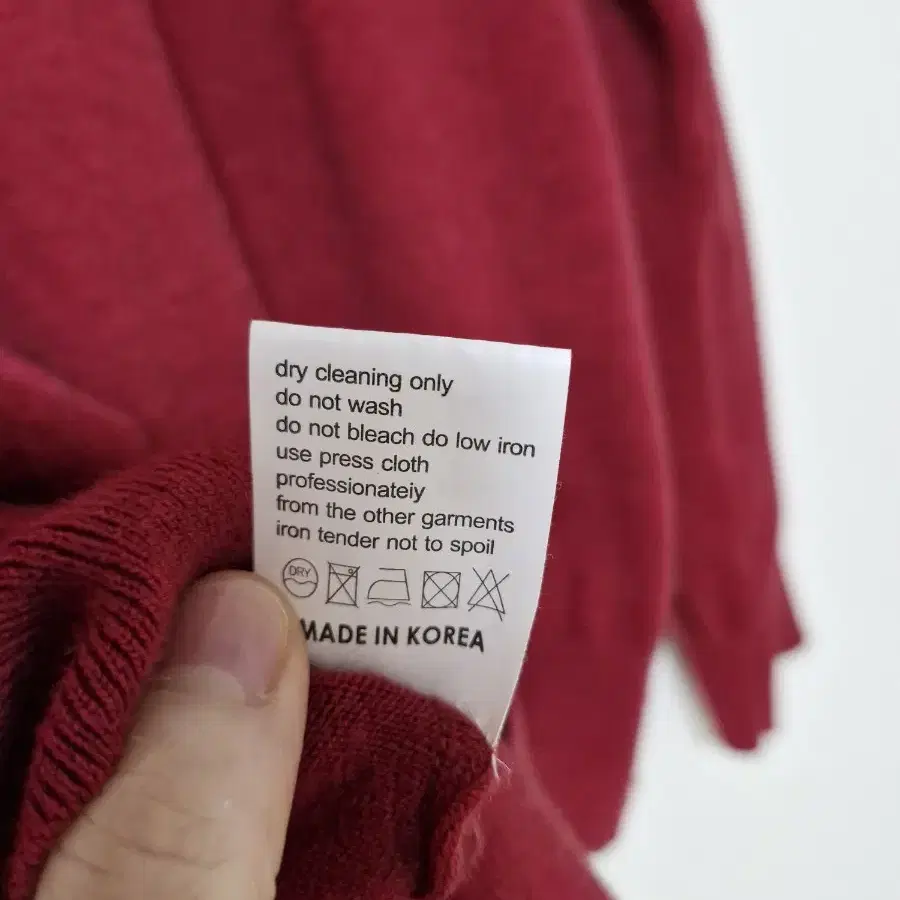 dry cleaning only
do not wash
do not bleach do low iron
use press cloth
professionateiy
from the other garments
iron tender not to spoil
DRY
MADE IN KOREA